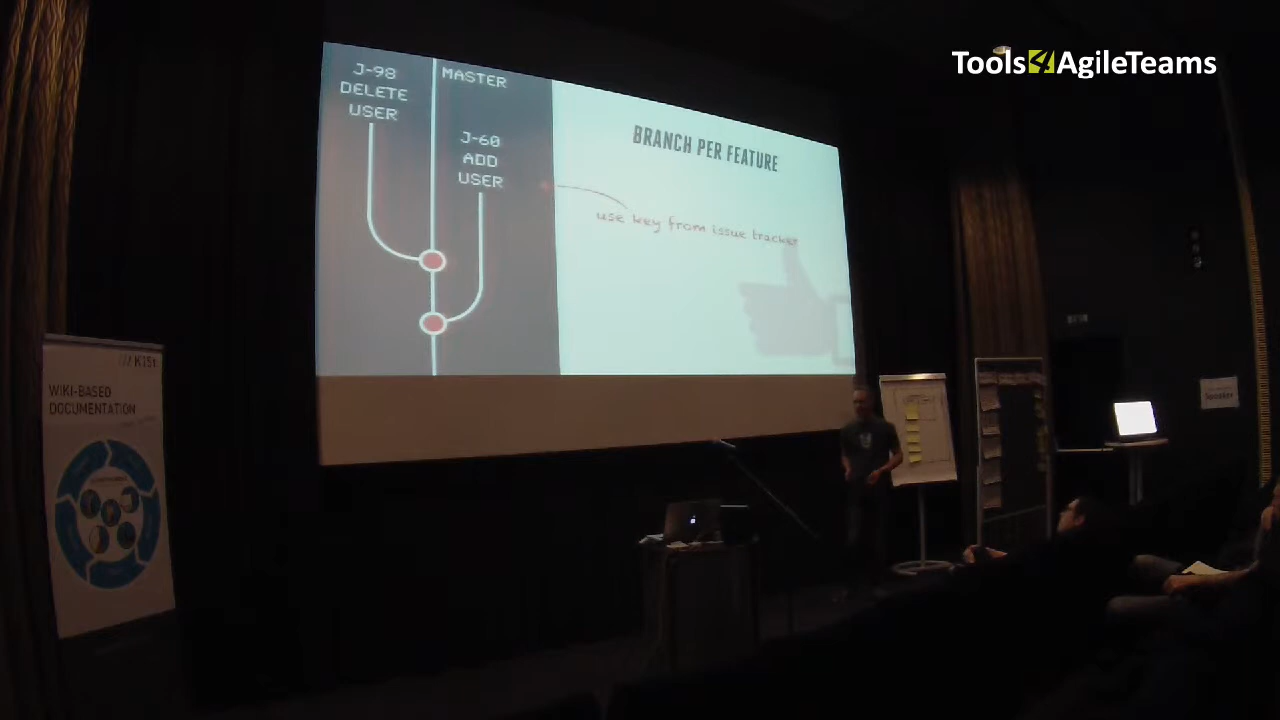 Tools4AgileTeams
J-98
DELETE
USER
MASTER
J-60
ADD
USER
BRANCH PER FEATURE
use key from issue tracker
WIKI-BASED
DOCUMENTATION